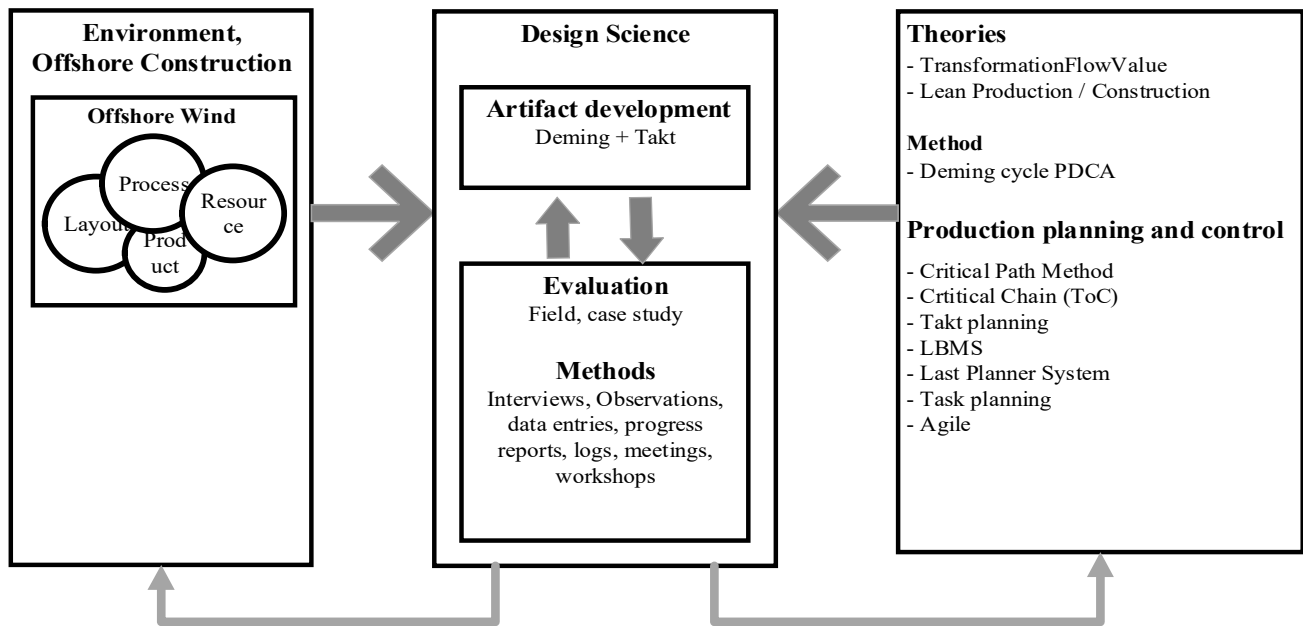 Environment,
Offshore Construction
Offshore Wind
Process
Layout
Resour
ce
Prod
uct
Design Science
Artifact development
Deming + Takt
Evaluation
Field, case study
Methods
Interviews, Observations,
data entries, progress
reports, logs, meetings,
workshops
Theories
- TransformationFlowValue
- Lean Production / Construction
Method
- Deming cycle PDCA
Production planning and control
- Critical Path Method
- Crtitical Chain (ToC)
- Takt planning
- LBMS
- Last Planner System
- Task planning
- Agile